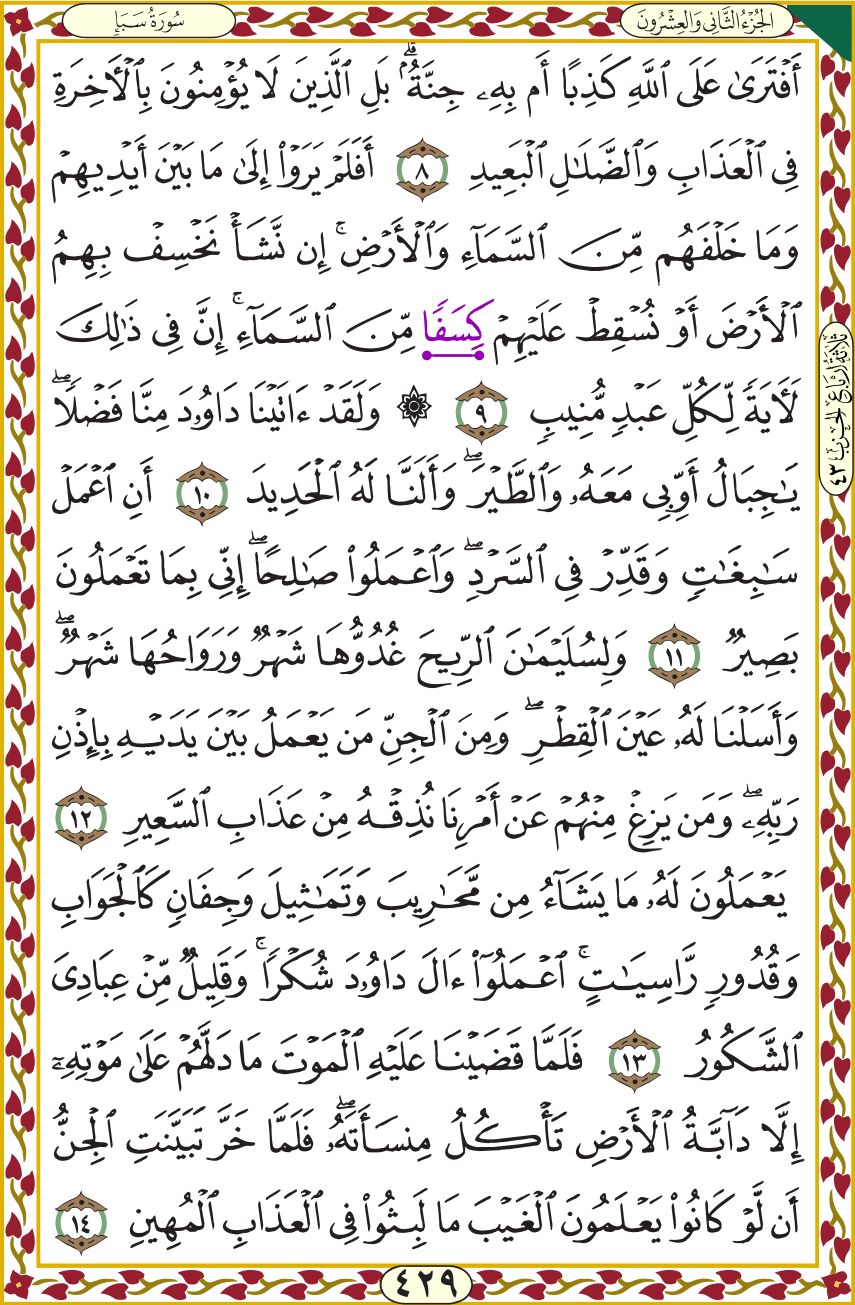 الجُزْءُ الثَّانِي وَالعِشْرُونَ
سُورَةُ سَبَإٍ
أَفْتَرَىٰ عَلَى ٱللَّهِ كَذِبًا أَم بِهِۦ جِنَّةٌۢ ۗ بَلِ ٱلَّذِينَ لَا يُؤْمِنُونَ بِٱلْأَخِرَةِ
فِى ٱلْعَذَابِ وَٱلضَّلَٰلِ ٱلْبَعِيدِ ٨ أَفَلَمْ يَرَوْا۟ إِلَىٰ مَا بَيْنَ أَيْدِيهِمْ
وَمَا خَلْفَهُم مِّنَ ٱلسَّمَآءِ وَٱلْأَرْضِ ۚ إِن نَّشَأْ نَخْسِفْ بِهِمُ
ٱلْأَرْضَ أَوْ نُسْقِطْ عَلَيْهِمْ كِسَفًا مِّنَ ٱلسَّمَآءِ ۚ إِنَّ فِى ذَٰلِكَ
لَأَيَةً لِّكُلِّ عَبْدٍ مُّنِيبٍ ٩ ۞ وَلَقَدْ ءَاتَيْنَا دَاوُۥدَ مِنَّا فَضْلًا ۖ
يَٰجِبَالُ أَوِّبِى مَعَهُۥ وَٱلطَّيْرَ ۖ وَأَلَنَّا لَهُ ٱلْحَدِيدَ ١٠ أَنِ ٱعْمَلْ
سَٰبِغَٰتٍ وَقَدِّرْ فِى ٱلسَّرْدِ ۖ وَٱعْمَلُوا۟ صَٰلِحًا ۖ إِنِّى بِمَا تَعْمَلُونَ
بَصِيرٌ ١١ وَلِسُلَيْمَٰنَ ٱلرِّيحَ غُدُوُّهَا شَهْرٌ وَرَوَاحُهَا شَهْرٌ ۖ
وَأَسَلْنَا لَهُۥ عَيْنَ ٱلْقِطْرِ ۖ وَمِنَ ٱلْجِنِّ مَن يَعْمَلُ بَيْنَ يَدَيْهِ بِإِذْنِ
رَبِّهِۦ ۖ وَمَن يَزِغْ مِنْهُمْ عَنْ أَمْرِنَا نُذِقْهُ مِنْ عَذَابِ ٱلسَّعِيرِ ١٢
يَعْمَلُونَ لَهُۥ مَا يَشَآءُ مِن مَّحَٰرِيبَ وَتَمَٰثِيلَ وَجِفَانٍ كَٱلْجَوَابِ
وَقُدُورٍ رَّاسِيَٰتٍ ۚ ٱعْمَلُوٓا۟ ءَالَ دَاوُۥدَ شُكْرًا ۚ وَقَلِيلٌ مِّنْ عِبَادِىَ
ٱلشَّكُورُ ١٣ فَلَمَّا قَضَيْنَا عَلَيْهِ ٱلْمَوْتَ مَا دَلَّهُمْ عَلَىٰ مَوْتِهِۦٓ
إِلَّا دَآبَّةُ ٱلْأَرْضِ تَأْكُلُ مِنسَأَتَهُۥ ۖ فَلَمَّا خَرَّ تَبَيَّنَتِ ٱلْجِنُّ
أَن لَّوْ كَانُوا۟ يَعْلَمُونَ ٱلْغَيْبَ مَا لَبِثُوا۟ فِى ٱلْعَذَابِ ٱلْمُهِينِ ١٤
ثَلَاثَةُ أَرْبَاعِ الحِزْبِ ٤٣
٤٢٩